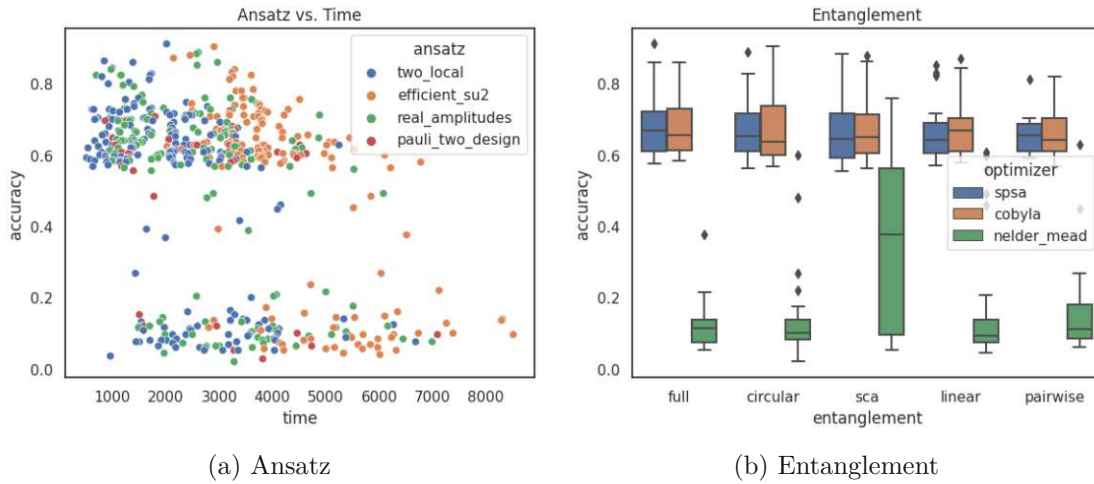 Ansatz vs. Time
accuracy
0.8
0.6
0.4
0.2
0.0
ansatz
two_local
efficient_su2
real_amplitudes
pauli_two_design
1000 2000 3000 4000 5000 6000 7000 8000
time
(a) Ansatz
Entanglement
accuracy
0.8
0.6
0.4
0.2
0.0
optimizer
spsa
cobyla
nelder_mead
full circular sca linear pairwise
entanglement
(b) Entanglement